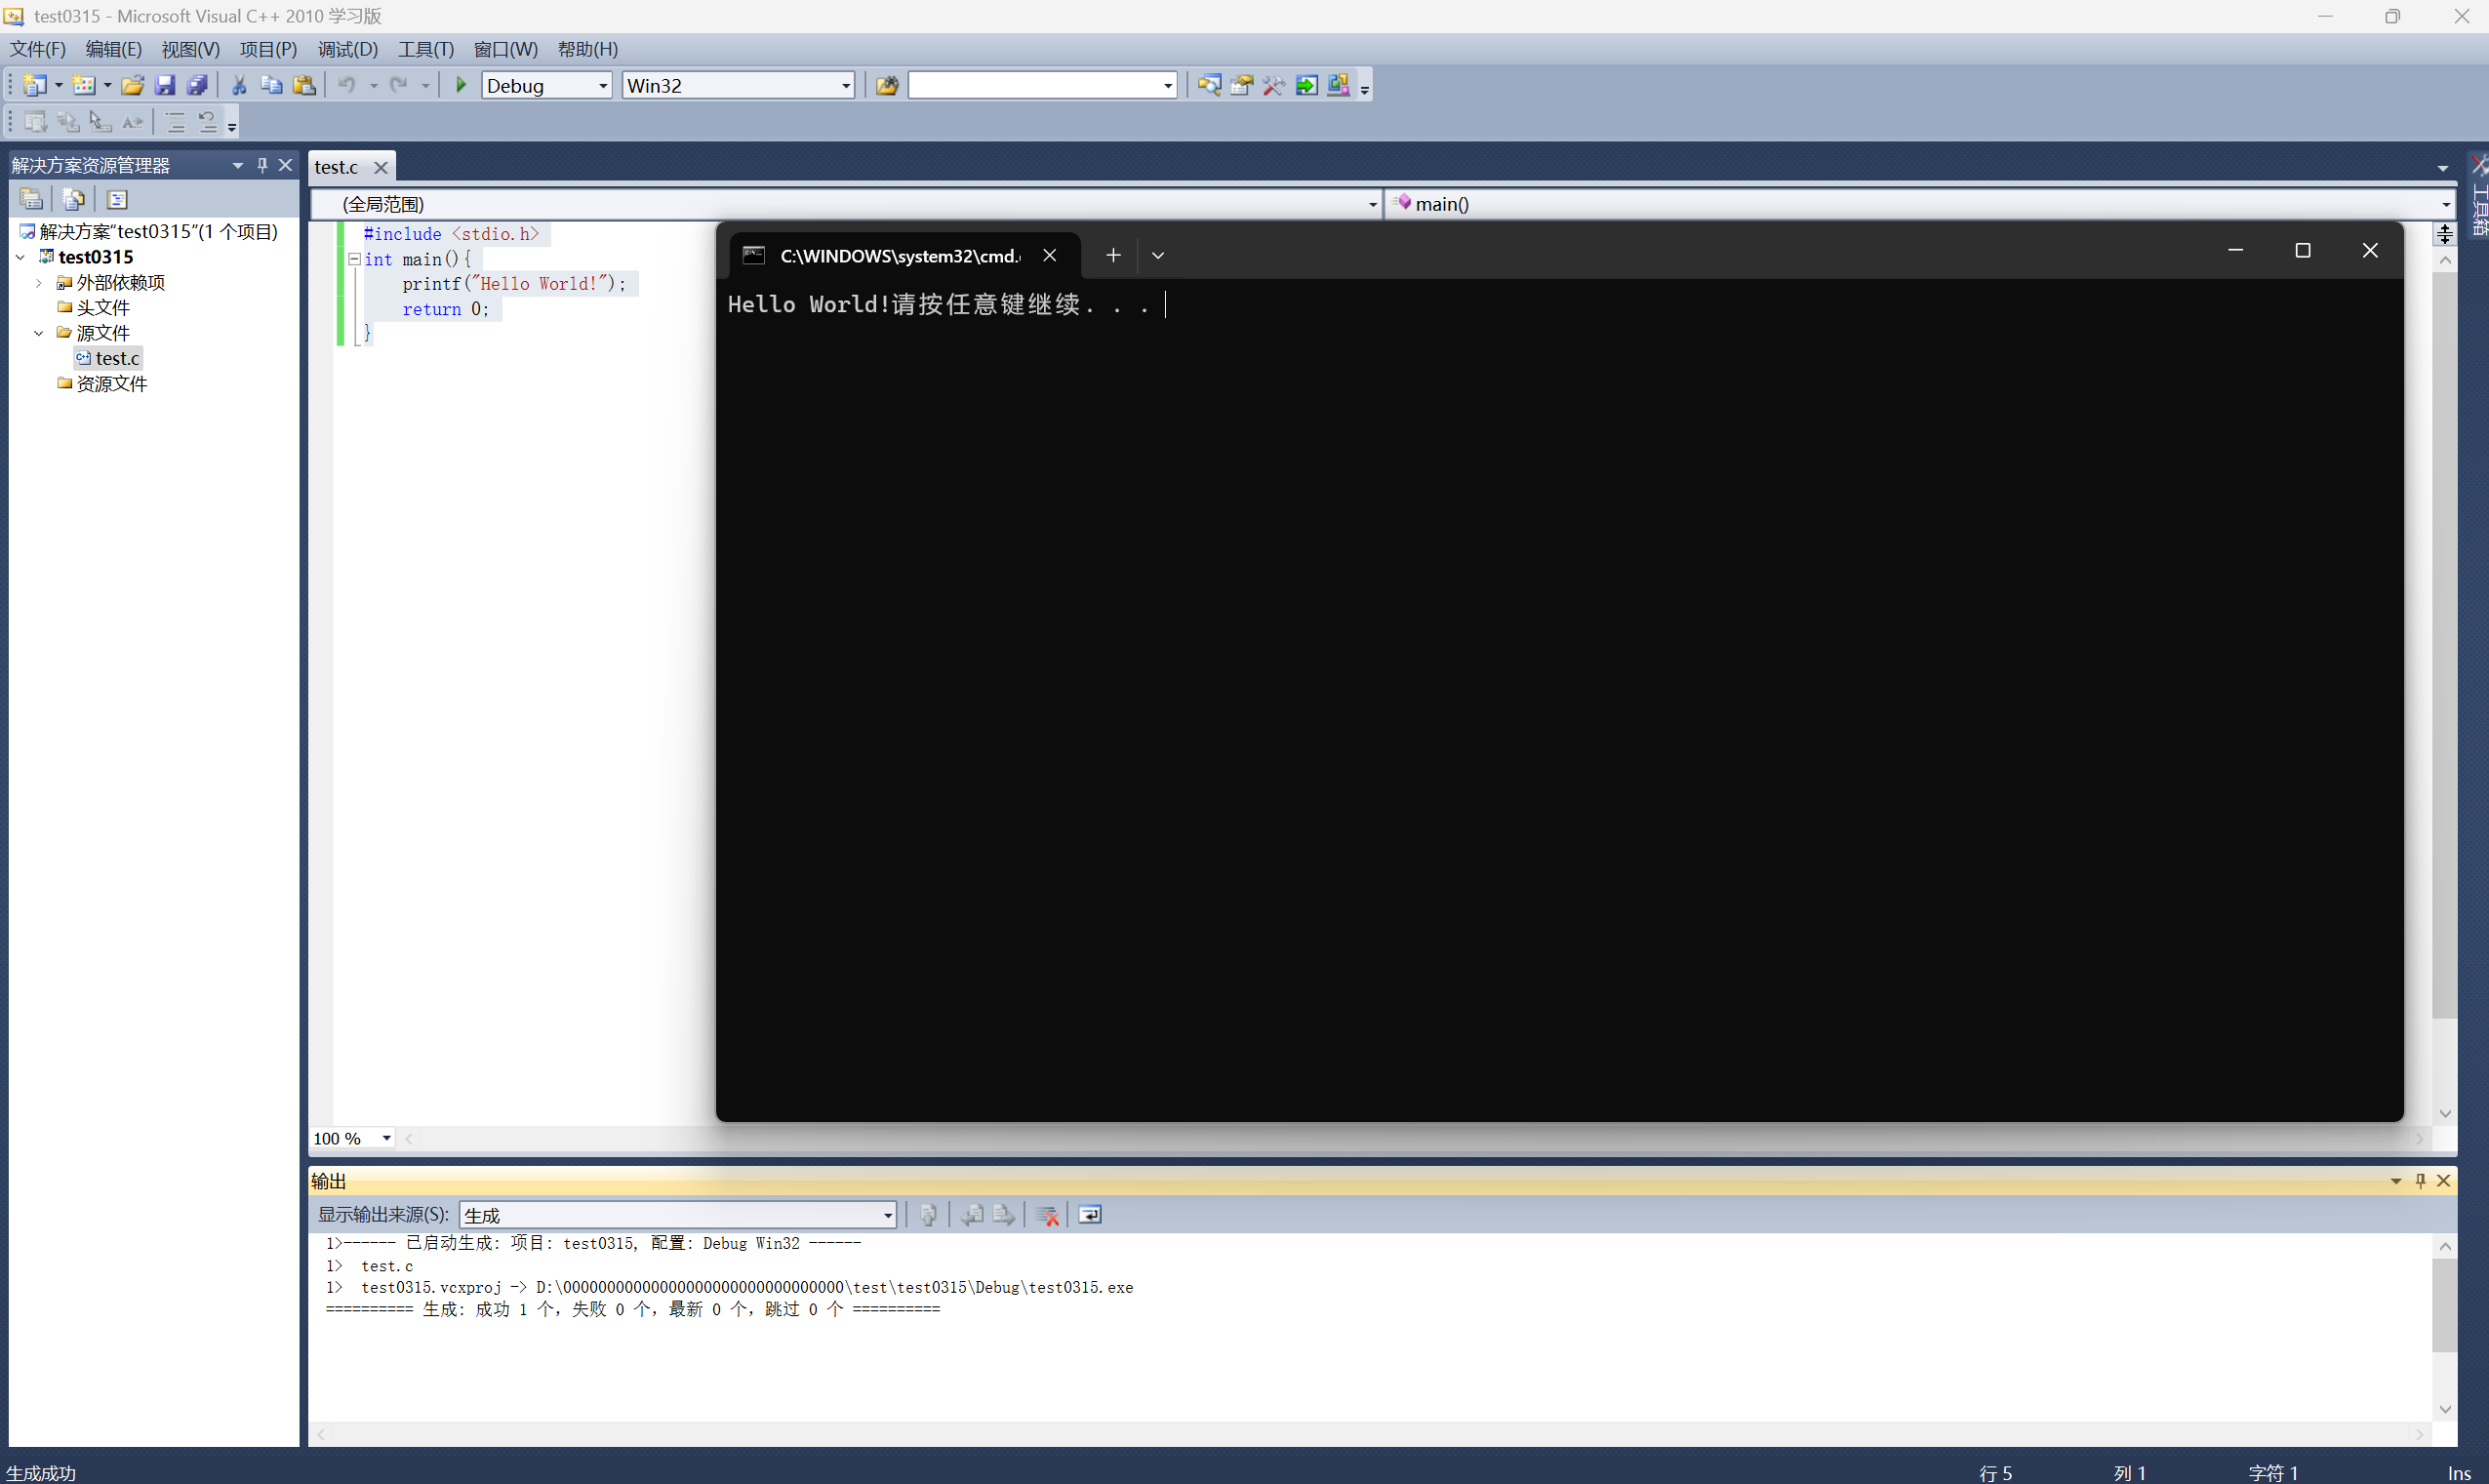 test0315 - Microsoft Visual C++ 2010 学习版
文件(F) 编辑(E) 视图(V) 项目(P) 调试(D) 工具(T) 窗口(W) 帮助(H)
Debug Win32
解决方案资源管理器
解决方案"test0315"(1 个项目)
test0315
外部依赖项
头文件
源文件
test.c
资源文件
test.c
(全局范围) main()
#include <stdio.h>
int main(){
printf("Hello World!");
return 0;
}
C:\WINDOWS\system32\cmd.
Hello World!请按任意键继续. . .
工具箱
100 %
输出
显示输出来源(S): 生成
1>------ 已启动生成: 项目: test0315, 配置: Debug Win32 ------
1> test.c
1> test0315.vcxproj -> D:\00000000000000000000000000000000\test\test0315\Debug\test0315.exe
========== 生成: 成功 1 个，失败 0 个，最新 0 个，跳过 0 个 ==========
生成成功 行 5 列 1 字符 1 Ins